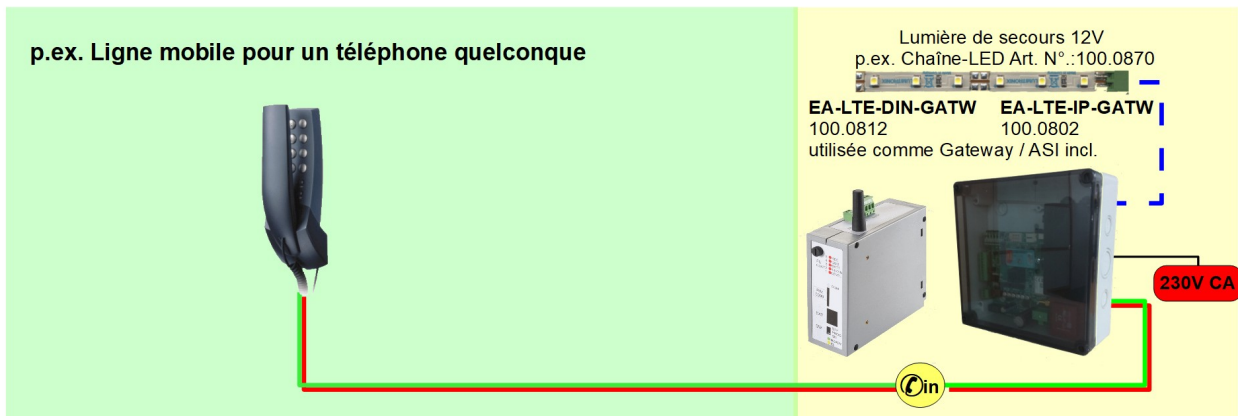 p.ex. Ligne mobile pour un téléphone quelconque
Lumière de secours 12V
p.ex. Chaîne-LED Art. N°.:100.0870
EA-LTE-DIN-GATW EA-LTE-IP-GATW
100.0812 100.0802
utilisée comme Gateway / ASI incl.
230V CA
in